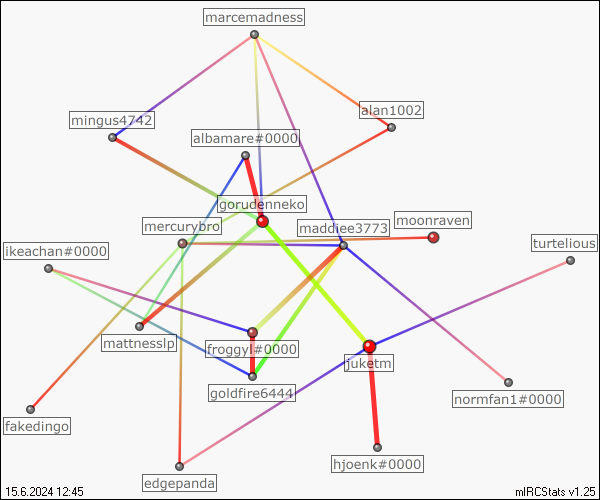 marcemadness
alan1002
mingus4742
albamare#0000
gorudenneko
moonraven
mercurybro
maddiee3773
turtelious
ikeachan#0000
mattnesslp
froggyl#0000
juketm
goldfire6444
normfan1#0000
fakedingo
hjoenk#0000
edgepanda
15.6.2024 12:45
mIRCStats v1.25